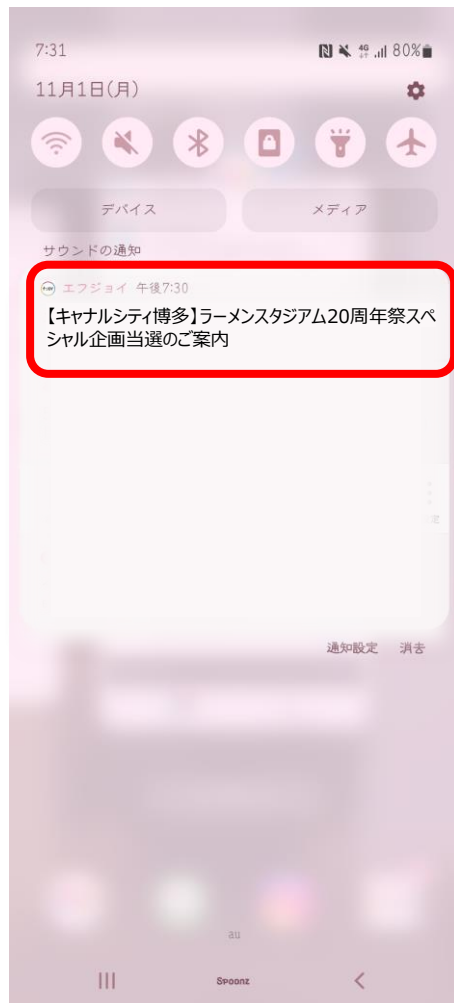 7:31 4G 80%
11月1日(月)
デバイス メディア
サウンドの通知
エフジョイ 午後7:30
【キャナルシティ博多】ラーメンスタジアム20周年祭スペ
シャル企画当選のご案内
通知設定 消去
au
Spoonz